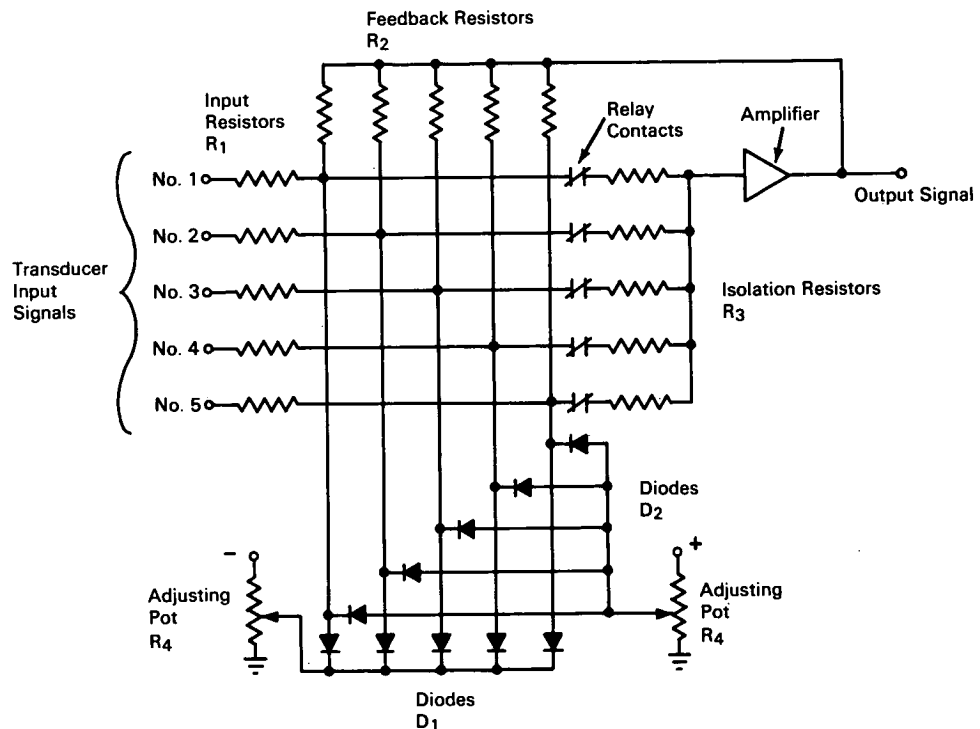 Feedback Resistors
R2
Input
Resistors
R1
Relay
Contacts
Amplifier
No. 1
Output Signal
No. 2
Transducer
Input
Signals
No. 3
Isolation Resistors
R3
No. 4
No. 5
Diodes
D2
-
+
Adjusting
Pot
R4
Adjusting
Pot
R4
Diodes
D1